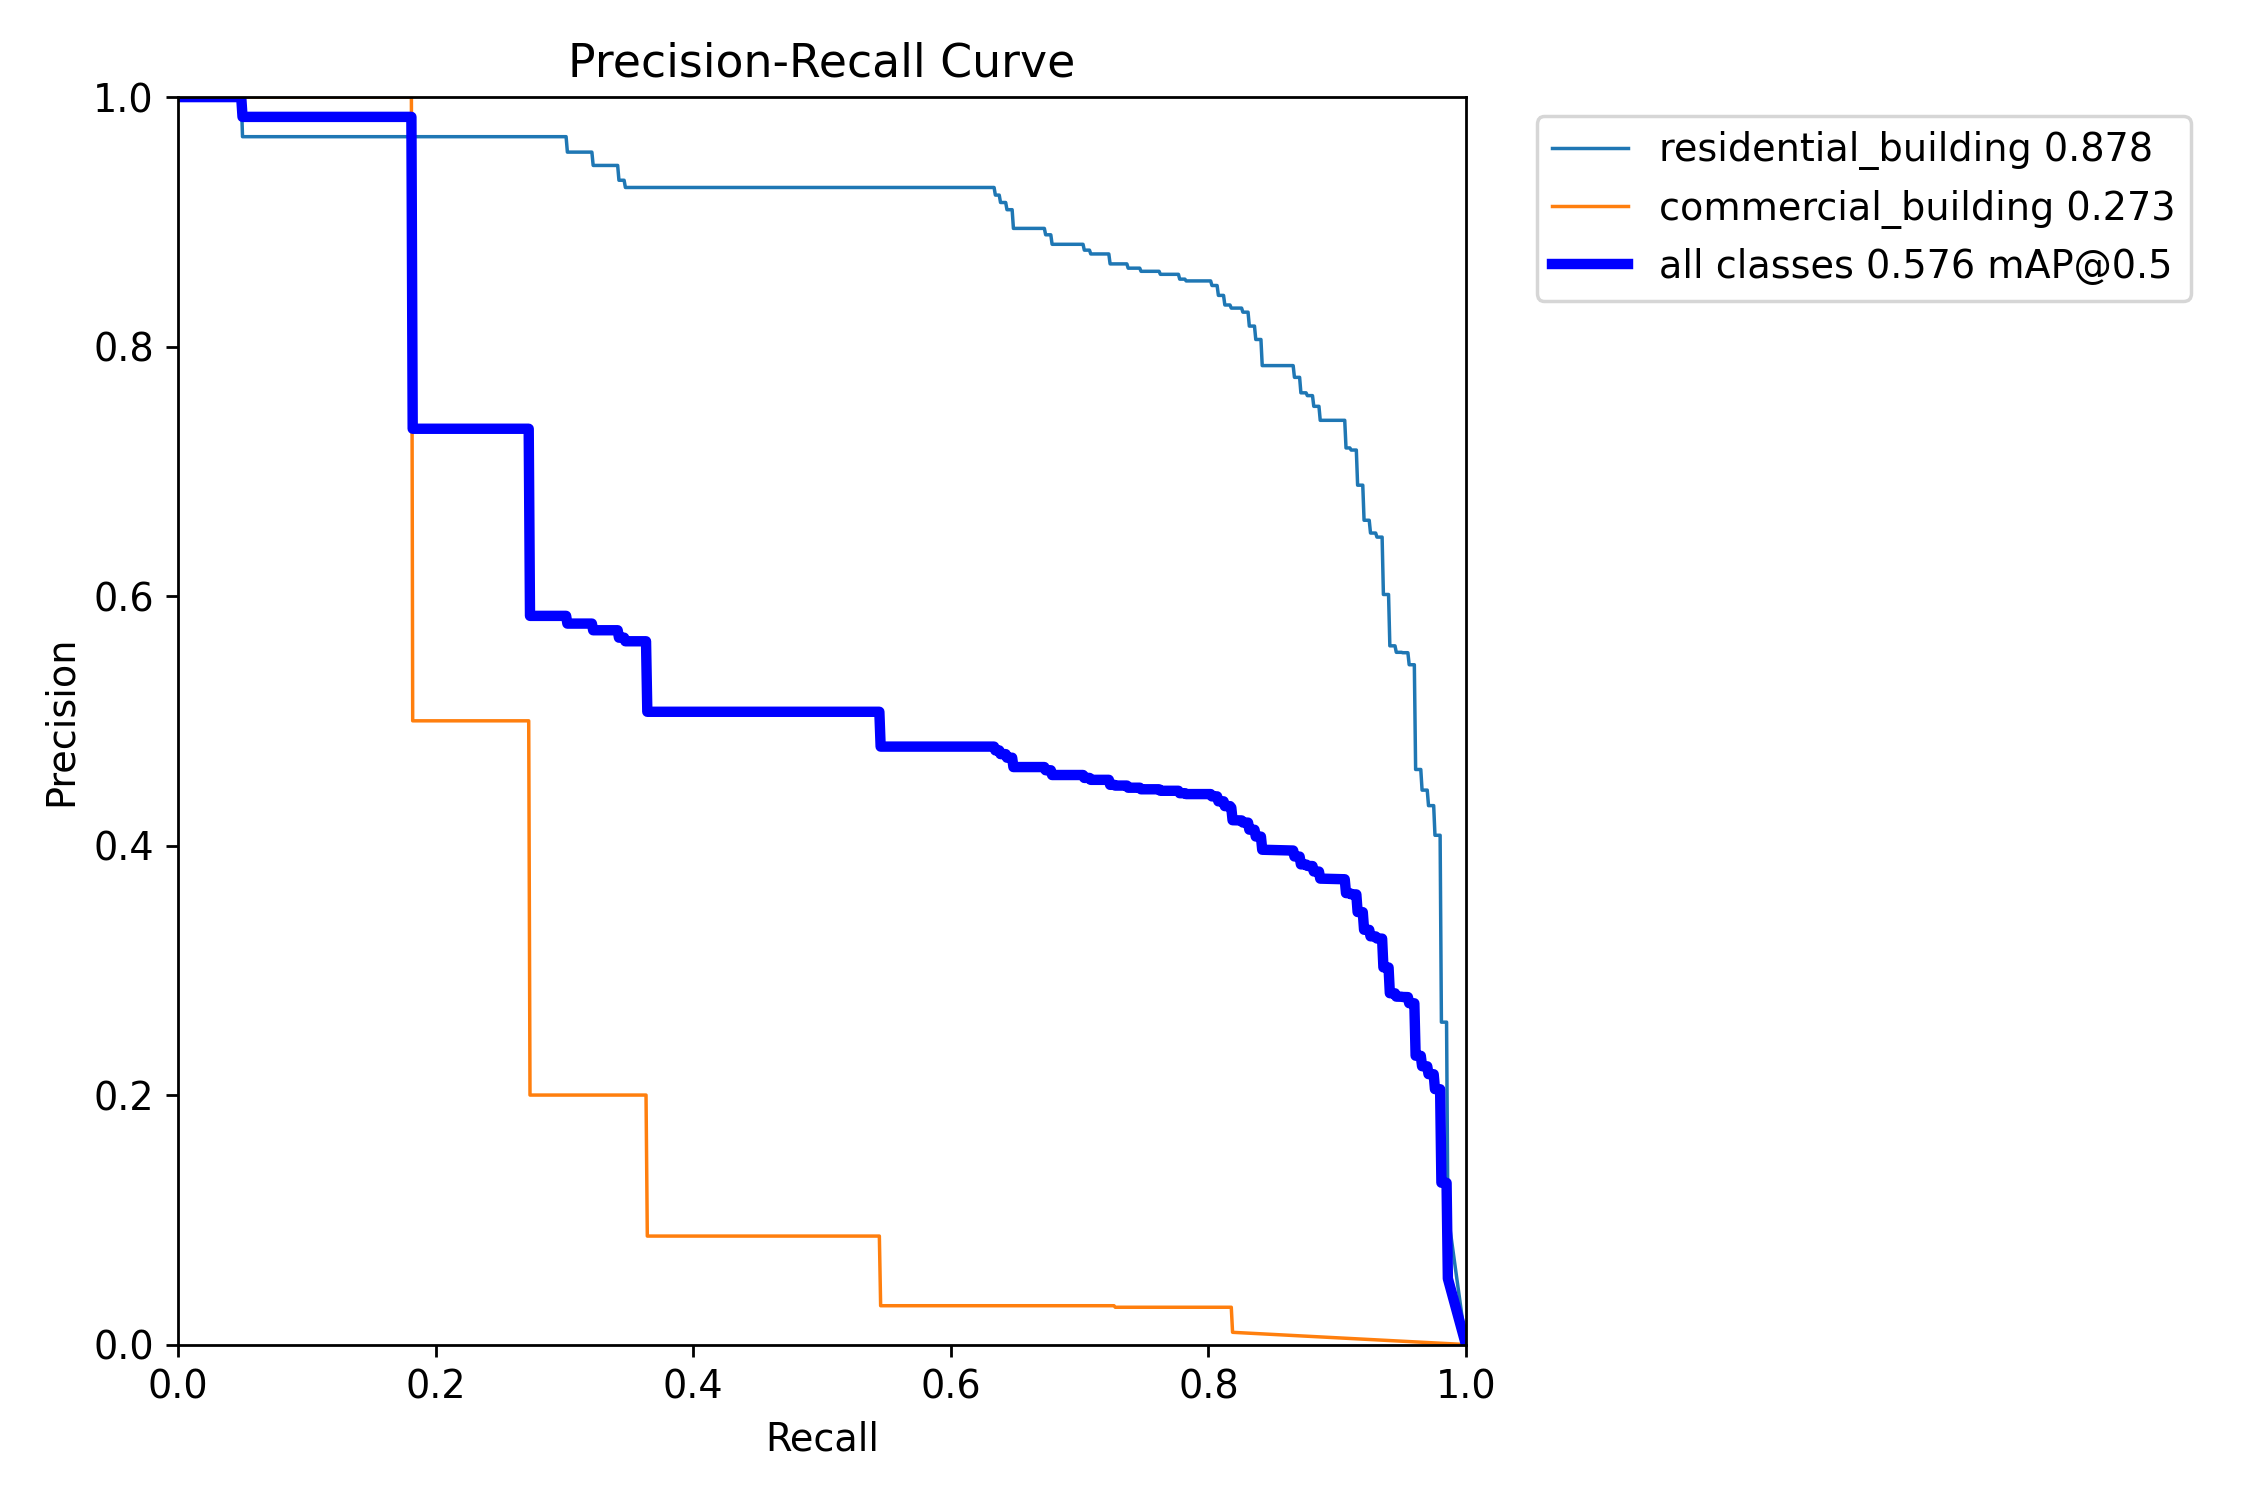 Precision-Recall Curve
residential_building 0.878
commercial_building 0.273
all classes 0.576 mAP@0.5
Precision
1.0
0.8
0.6
0.4
0.2
0.0
0.0 0.2 0.4 0.6 0.8 1.0
Recall